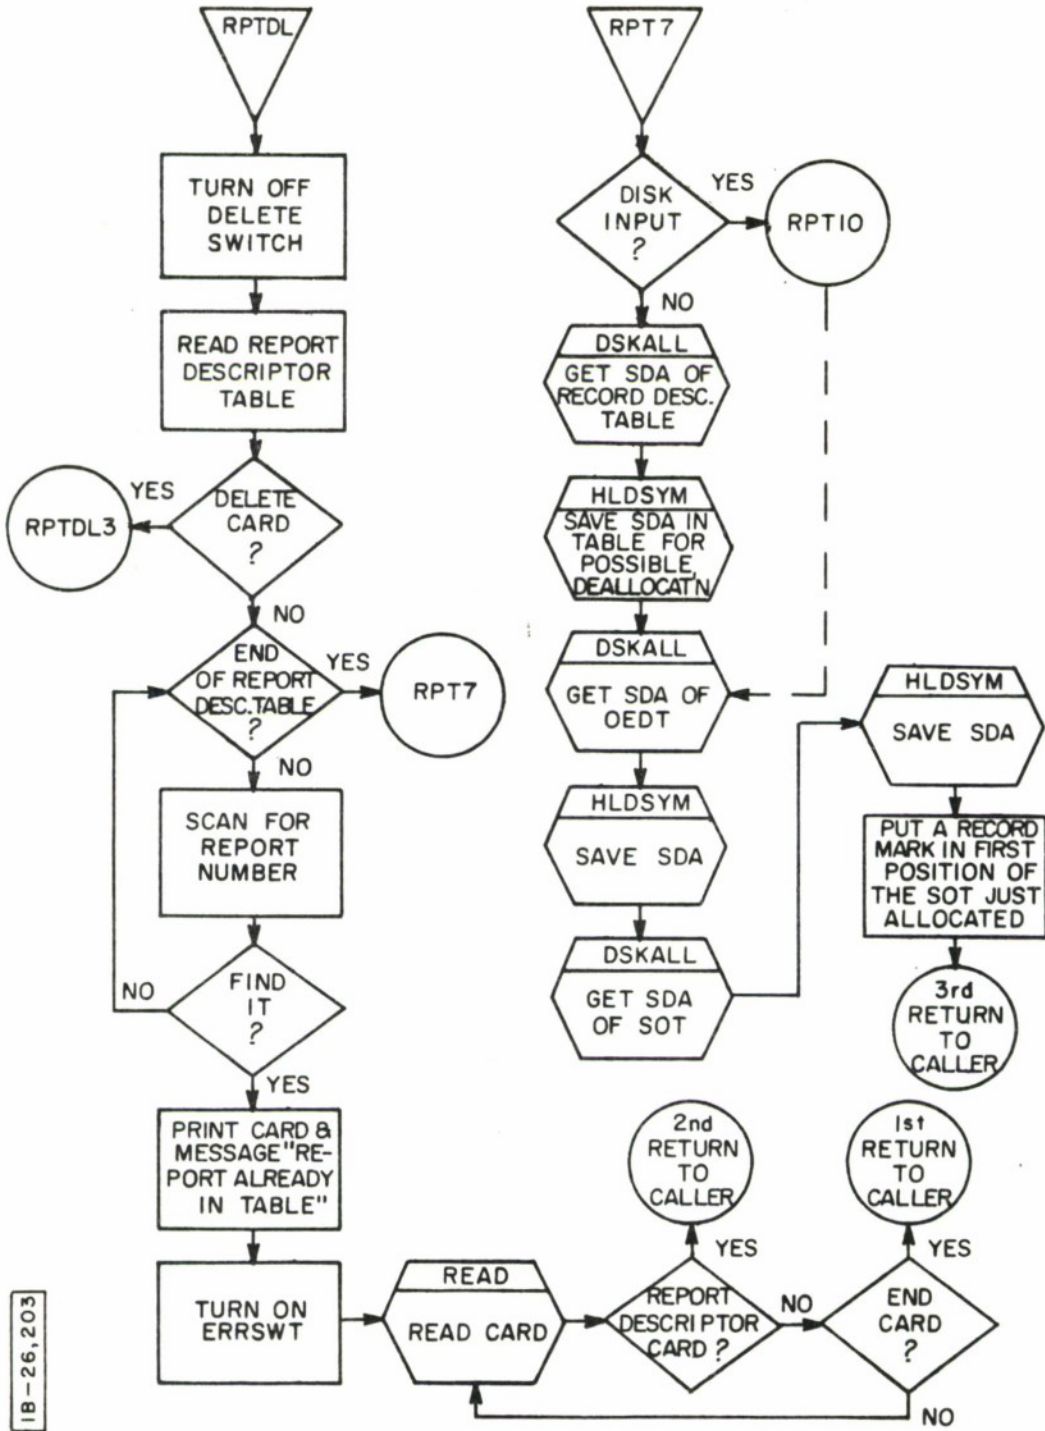 RPTDL
TURN OFF
DELETE
SWITCH
READ REPORT
DESCRIPTOR
TABLE
YES
RPTDL3
DELETE
CARD
?
NO
END
OF REPORT
DESC.TABLE
?
YES
RPT7
NO
SCAN FOR
REPORT
NUMBER
NO
FIND
IT
?
YES
PRINT CARD &
MESSAGE "RE-
PORT ALREADY
IN TABLE"
TURN ON
ERRSWT
READ
READ CARD
REPORT
DESCRIPTOR
CARD ?
YES
2nd
RETURN
TO
CALLER
NO
END
CARD
?
YES
1st
RETURN
TO
CALLER
NO
RPT7
DISK
INPUT
?
YES
RPT10
NO
DSKALL
GET SDA OF
RECORD DESC.
TABLE
HLDSYM
SAVE SDA IN
TABLE FOR
POSSIBLE,
DEALLOCAT'N
DSKALL
GET SDA OF
OEDT
HLDSYM
SAVE SDA
DSKALL
GET SDA
OF SOT
HLDSYM
SAVE SDA
PUT A RECORD
MARK IN FIRST
POSITION OF
THE SOT JUST
ALLOCATED
3rd
RETURN
TO
CALLER
IB-26,203